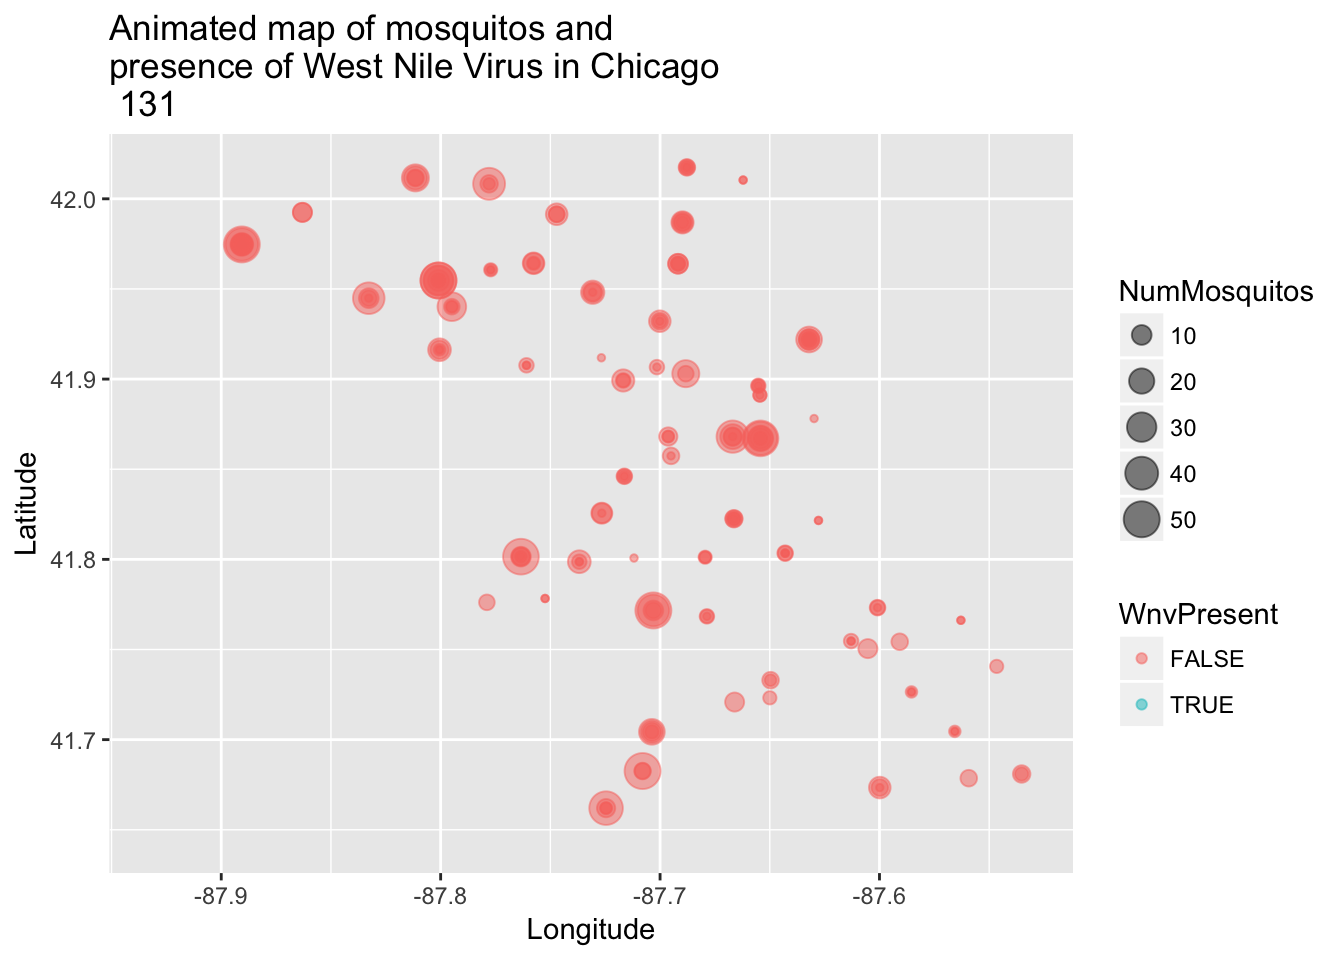 Animated map of mosquitos and
presence of West Nile Virus in Chicago
131
42.0
41.9
41.8
41.7
Latitude
-87.9
-87.8
-87.7
-87.6
Longitude
NumMosquitos
10
20
30
40
50
WnvPresent
FALSE
TRUE